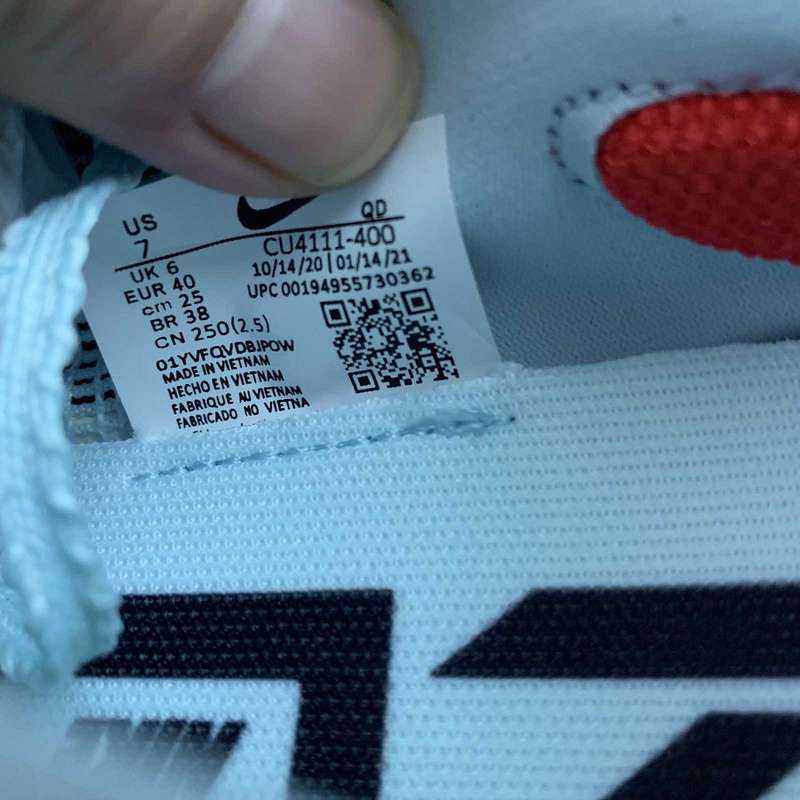 US
7
QD
CU4111-400
UK 6
10/14/20 | 01/14/21
EUR 40
UPC 00194955730362
cm 25
BR 38
CN 250(2.5)
01YVFQVDBJPOW
MADE IN VIETNAM
HECHO EN VIETNAM
FABRIQUE AU VIETNAM
FABRICADO NO VIETNA